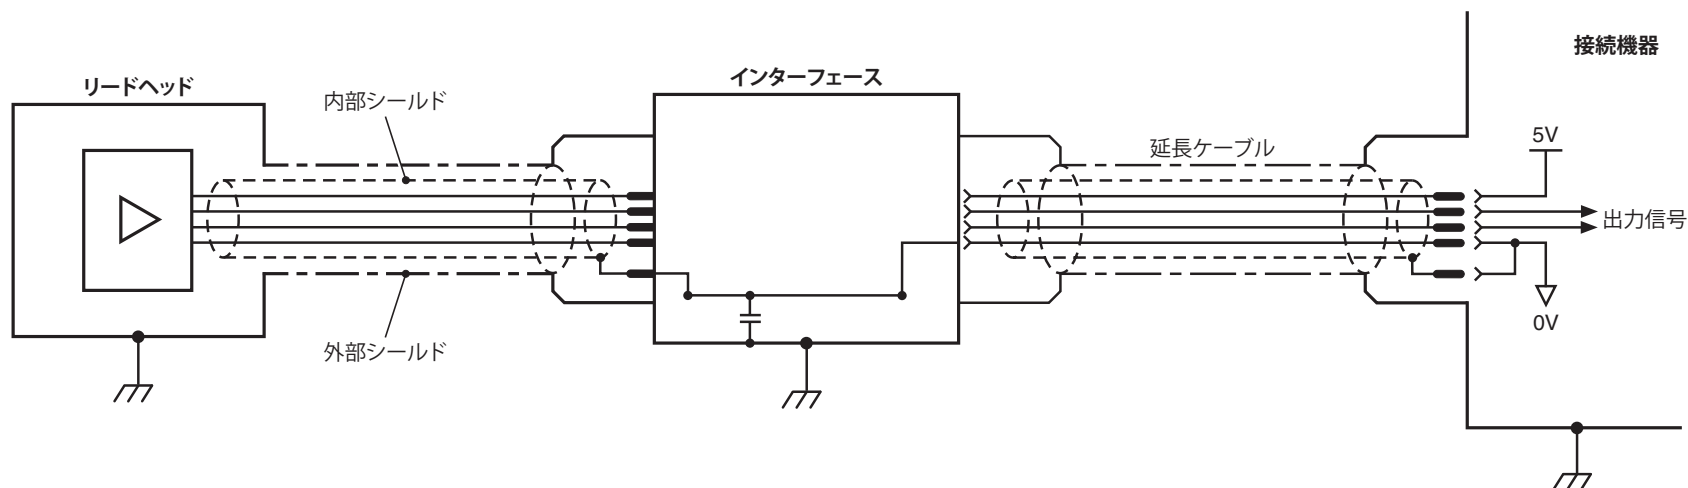 接続機器
リードヘッド
インターフェース
内部シールド
延長ケーブル
5V
出力信号
0V
外部シールド